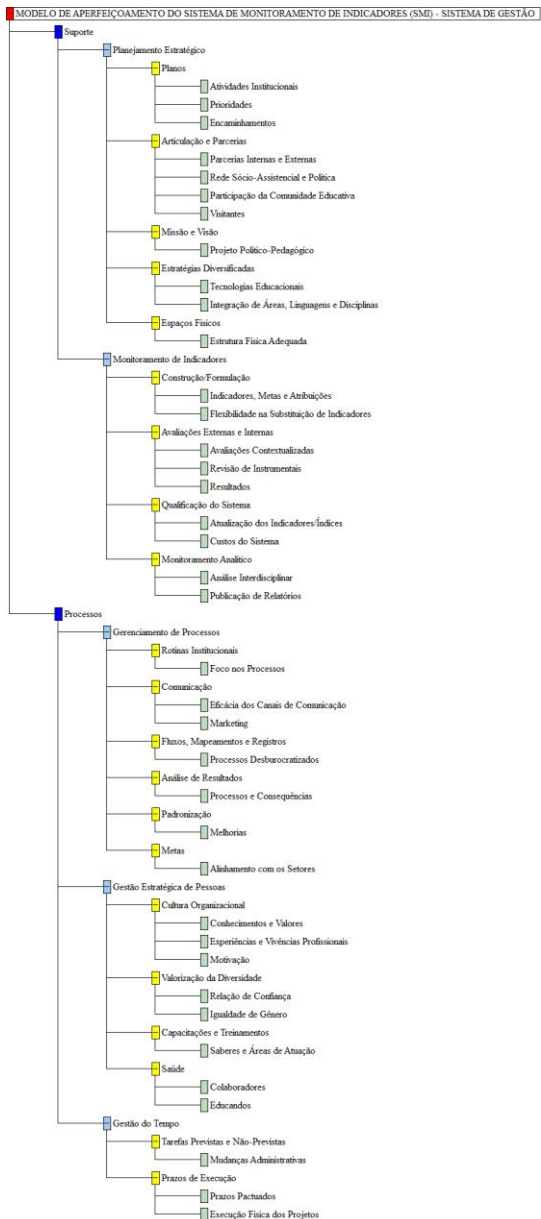 MODELO DE APERFEIÇOAMENTO DO SISTEMA DE MONITORAMENTO DE INDICADORES (SMI) - SISTEMA DE GESTÃO
Suporte
Planejamento Estratégico
Planos
Atividades Institucionais
Prioridades
Encaminhamentos
Articulação e Parcerias
Parcerias Internas e Externas
Rede Sócio-Assistencial e Política
Participação da Comunidade Educativa
Visitantes
Missão e Visão
Projeto Político-Pedagógico
Estratégias Diversificadas
Tecnologias Educacionais
Integração de Áreas, Linguagens e Disciplinas
Espaços Físicos
Estrutura Física Adequada
Monitoramento de Indicadores
Construção/Formulação
Indicadores, Metas e Atribuições
Flexibilidade na Substituição de Indicadores
Avaliações Externas e Internas
Avaliações Contextualizadas
Revisão de Instrumentais
Resultados
Qualificação do Sistema
Atualização dos Indicadores/Índices
Custos do Sistema
Monitoramento Analítico
Análise Interdisciplinar
Publicação de Relatórios
Processos
Gerenciamento de Processos
Rotinas Institucionais
Foco nos Processos
Comunicação
Eficácia dos Canais de Comunicação
Marketing
Fluxos, Mapeamentos e Registros
Processos Desburocratizados
Análise de Resultados
Processos e Consequências
Padronização
Melhorias
Metas
Alinhamento com os Setores
Gestão Estratégica de Pessoas
Cultura Organizacional
Conhecimentos e Valores
Experiências e Vivências Profissionais
Motivação
Valorização da Diversidade
Relação de Confiança
Igualdade de Gênero
Capacitações e Treinamentos
Saberes e Áreas de Atuação
Saúde
Colaboradores
Educandos
Gestão do Tempo
Tarefas Previstas e Não-Previstas
Mudanças Administrativas
Prazos de Execução
Prazos Pactuados
Execução Física dos Projetos